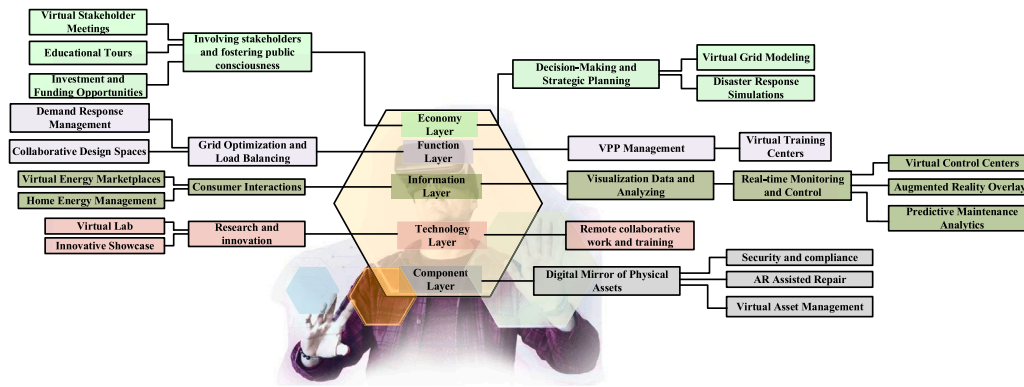 Virtual Stakeholder
Meetings
Educational Tours
Investment and
Funding Opportunities
Involving stakeholders
and fostering public
consciousness
Demand Response
Management
Collaborative Design Spaces
Grid Optimization and
Load Balancing
Virtual Energy Marketplaces
Home Energy Management
Consumer Interactions
Virtual Lab
Innovative Showcase
Research and
innovation
Economy
Layer
Function
Layer
Information
Layer
Technology
Layer
Component
Layer
Decision-Making and
Strategic Planning
Virtual Grid Modeling
Disaster Response
Simulations
VPP Management
Virtual Training
Centers
Visualization Data and
Analyzing
Real-time Monitoring
and Control
Virtual Control Centers
Augmented Reality Overlay
Predictive Maintenance
Analytics
Remote collaborative
work and training
Digital Mirror of Physical
Assets
Security and compliance
AR Assisted Repair
Virtual Asset Management